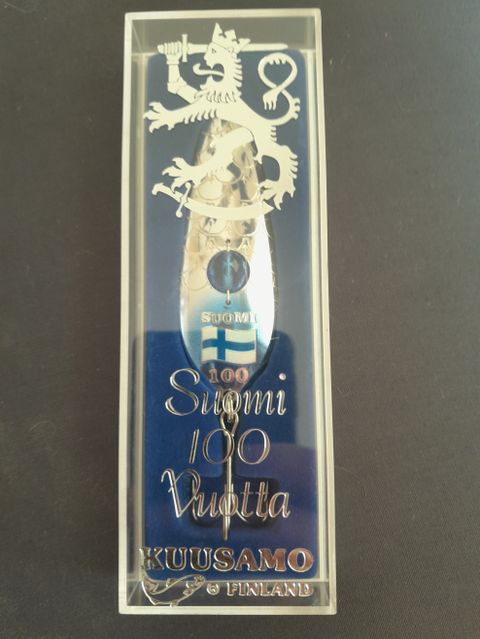 SUOMI
100
Suomi
100
Vuotta
KUUSAMO
® FINLAND